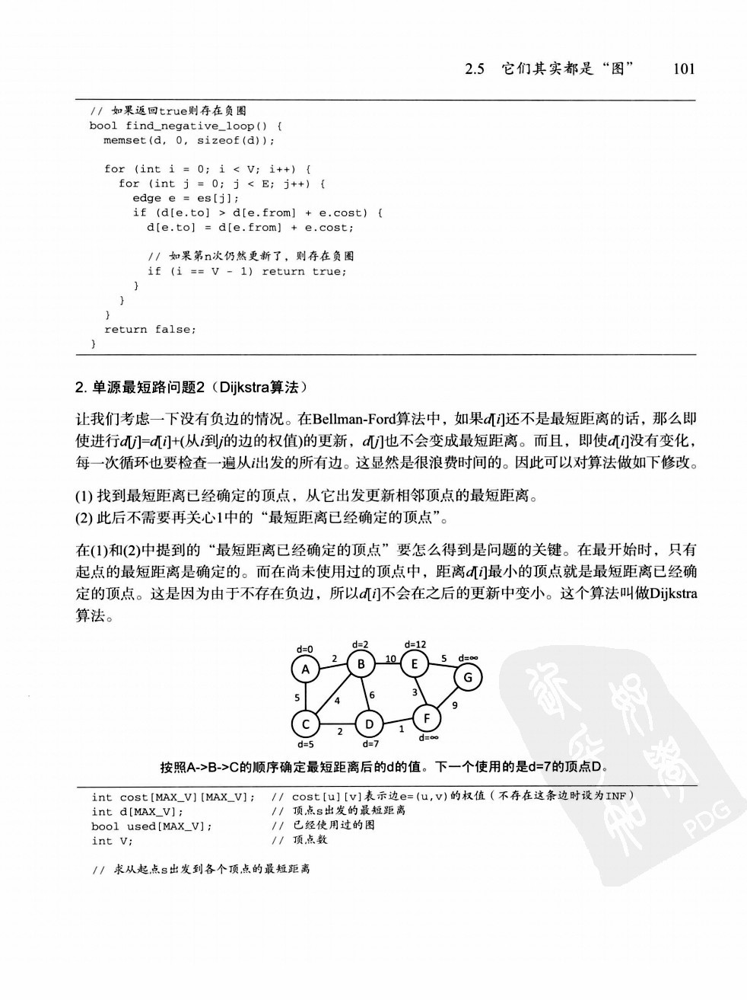 2.5 它们其实都是“图” 101
// 如果返回true则存在负圈
bool find_negative_loop() {
memset(d, 0, sizeof(d));
for (int i = 0; i < V; i++) {
for (int j = 0; j < E; j++) {
edge e = es[j];
if (d[e.to] > d[e.from] + e.cost) {
d[e.to] = d[e.from] + e.cost;
// 如果第n次仍然更新了，则存在负圈
if (i == V - 1) return true;
}
}
}
return false;
}
2. 单源最短路问题2（Dijkstra算法）
让我们考虑一下没有负边的情况。在Bellman-Ford算法中，如果d[i]还不是最短距离的话，那么即
使进行d[j]=d[i]+(从i到j的边的权值)的更新，d[j]也不会变成最短距离。而且，即使d[i]没有变化，
每一次循环也要检查一遍从i出发的所有边。这显然是很浪费时间的。因此可以对算法做如下修改。
(1) 找到最短距离已经确定的顶点，从它出发更新相邻顶点的最短距离。
(2) 此后不需要再关心1中的“最短距离已经确定的顶点”。
在(1)和(2)中提到的“最短距离已经确定的顶点”要怎么得到是问题的关键。在最开始时，只有
起点的最短距离是确定的。而在尚未使用过的顶点中，距离d[i]最小的顶点就是最短距离已经确
定的顶点。这是因为由于不存在负边，所以d[i]不会在之后的更新中变小。这个算法叫做Dijkstra
算法。
d=0 d=2 d=12
A 2 B 10 E 5 d=∞
G
5 4 6 3 9
C 2 D 1 F
d=5 d=7 d=∞
按照A->B->C的顺序确定最短距离后的d的值。下一个使用的是d=7的顶点D。
int cost[MAX_V][MAX_V]; // cost[u][v]表示边e=(u,v)的权值（不存在这条边时设为INF）
int d[MAX_V]; // 顶点s出发的最短距离
bool used[MAX_V]; // 已经使用过的图
int V; // 顶点数
// 求从起点s出发到各个顶点的最短距离
PDG